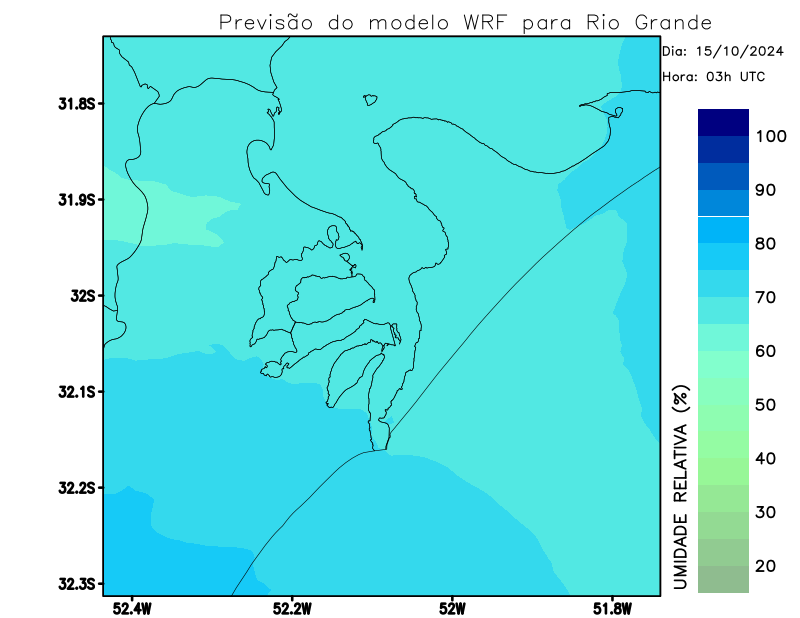 Previsão do modelo WRF para Rio Grande
Dia: 15/10/2024
Hora: 03h UTC
31.8S
31.9S
32S
32.1S
32.2S
32.3S
52.4W
52.2W
52W
51.8W
UMIDADE RELATIVA (%)
100
90
80
70
60
50
40
30
20